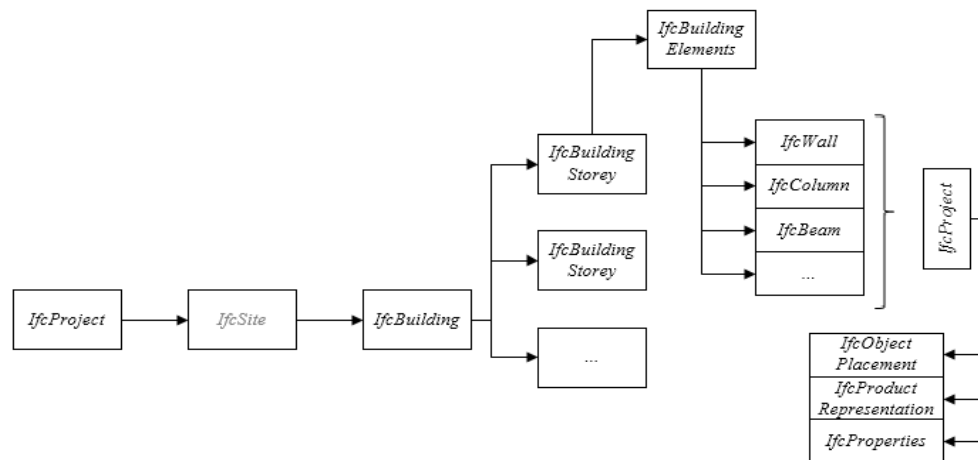 IfcBuilding
Elements
IfcBuilding
Storey
IfcWall
IfcColumn
IfcBeam
...
IfcProject
IfcBuilding
Storey
IfcProject
IfcSite
IfcBuilding
...
IfcObject
Placement
IfcProduct
Representation
IfcProperties